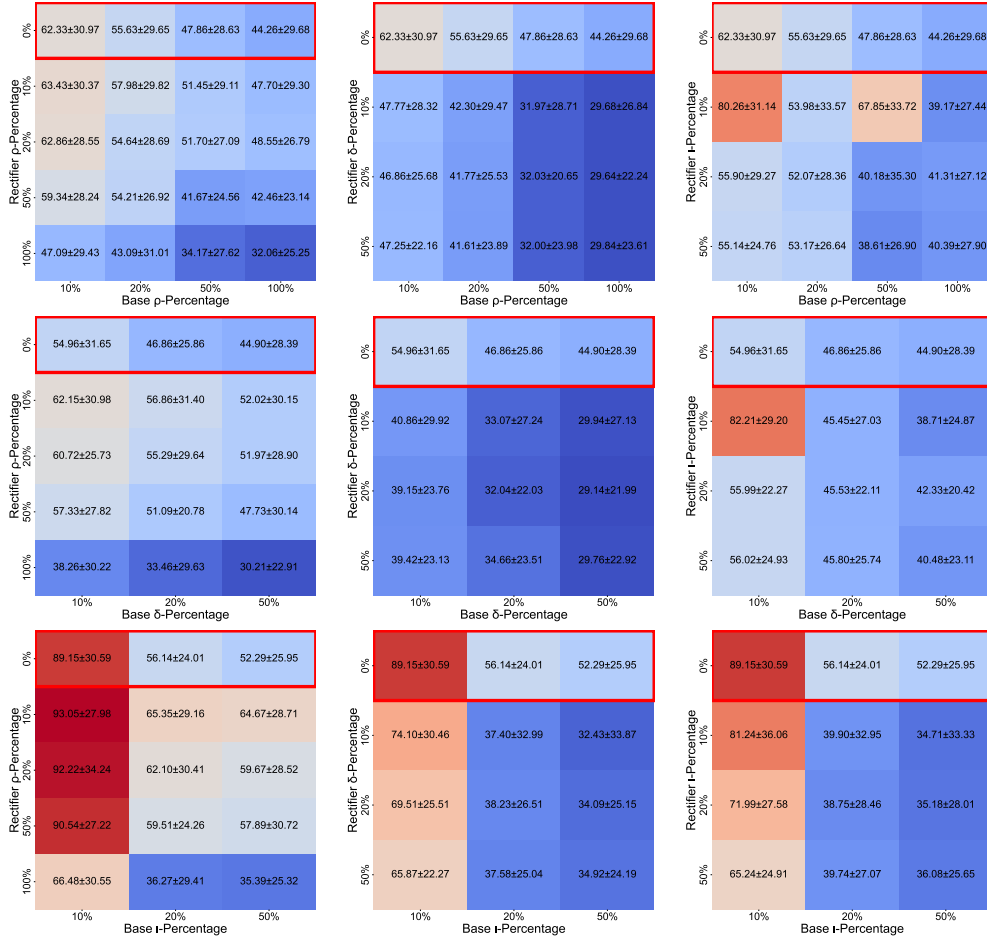 0% 62.33±30.97 55.63±29.65 47.86±28.63 44.26±29.68
10% 63.43±30.37 57.98±29.82 51.45±29.11 47.70±29.30
20% 62.86±28.55 54.64±28.69 51.70±27.09 48.55±26.79
50% 59.34±28.24 54.21±26.92 41.67±24.56 42.46±23.14
100% 47.09±29.43 43.09±31.01 34.17±27.62 32.06±25.25
Rectifier ρ-Percentage
10% 20% 50% 100%
Base ρ-Percentage
0% 62.33±30.97 55.63±29.65 47.86±28.63 44.26±29.68
10% 47.77±28.32 42.30±29.47 31.97±28.71 29.68±26.84
20% 46.86±25.68 41.77±25.53 32.03±20.65 29.64±22.24
50% 47.25±22.16 41.61±23.89 32.00±23.98 29.84±23.61
Rectifier δ-Percentage
10% 20% 50% 100%
Base ρ-Percentage
0% 62.33±30.97 55.63±29.65 47.86±28.63 44.26±29.68
10% 80.26±31.14 53.98±33.57 67.85±33.72 39.17±27.44
20% 55.90±29.27 52.07±28.36 40.18±35.30 41.31±27.12
50% 55.14±24.76 53.17±26.64 38.61±26.90 40.39±27.90
Rectifier ι-Percentage
10% 20% 50% 100%
Base ρ-Percentage
0% 54.96±31.65 46.86±25.86 44.90±28.39
10% 62.15±30.98 56.86±31.40 52.02±30.15
20% 60.72±25.73 55.29±29.64 51.97±28.90
50% 57.33±27.82 51.09±20.78 47.73±30.14
100% 38.26±30.22 33.46±29.63 30.21±22.91
Rectifier ρ-Percentage
10% 20% 50%
Base δ-Percentage
0% 54.96±31.65 46.86±25.86 44.90±28.39
10% 40.86±29.92 33.07±27.24 29.94±27.13
20% 39.15±23.76 32.04±22.03 29.14±21.99
50% 39.42±23.13 34.66±23.51 29.76±22.92
Rectifier δ-Percentage
10% 20% 50%
Base δ-Percentage
0% 54.96±31.65 46.86±25.86 44.90±28.39
10% 82.21±29.20 45.45±27.03 38.71±24.87
20% 55.99±22.27 45.53±22.11 42.33±20.42
50% 56.02±24.93 45.80±25.74 40.48±23.11
Rectifier ι-Percentage
10% 20% 50%
Base δ-Percentage
0% 89.15±30.59 56.14±24.01 52.29±25.95
10% 93.05±27.98 65.35±29.16 64.67±28.71
20% 92.22±34.24 62.10±30.41 59.67±28.52
50% 90.54±27.22 59.51±24.26 57.89±30.72
100% 66.48±30.55 36.27±29.41 35.39±25.32
Rectifier ρ-Percentage
10% 20% 50%
Base ι-Percentage
0% 89.15±30.59 56.14±24.01 52.29±25.95
10% 74.10±30.46 37.40±32.99 32.43±33.87
20% 69.51±25.51 38.23±26.51 34.09±25.15
50% 65.87±22.27 37.58±25.04 34.92±24.19
Rectifier δ-Percentage
10% 20% 50%
Base ι-Percentage
0% 89.15±30.59 56.14±24.01 52.29±25.95
10% 81.24±36.06 39.90±32.95 34.71±33.33
20% 71.99±27.58 38.75±28.46 35.18±28.01
50% 65.24±24.91 39.74±27.07 36.08±25.65
Rectifier ι-Percentage
10% 20% 50%
Base ι-Percentage